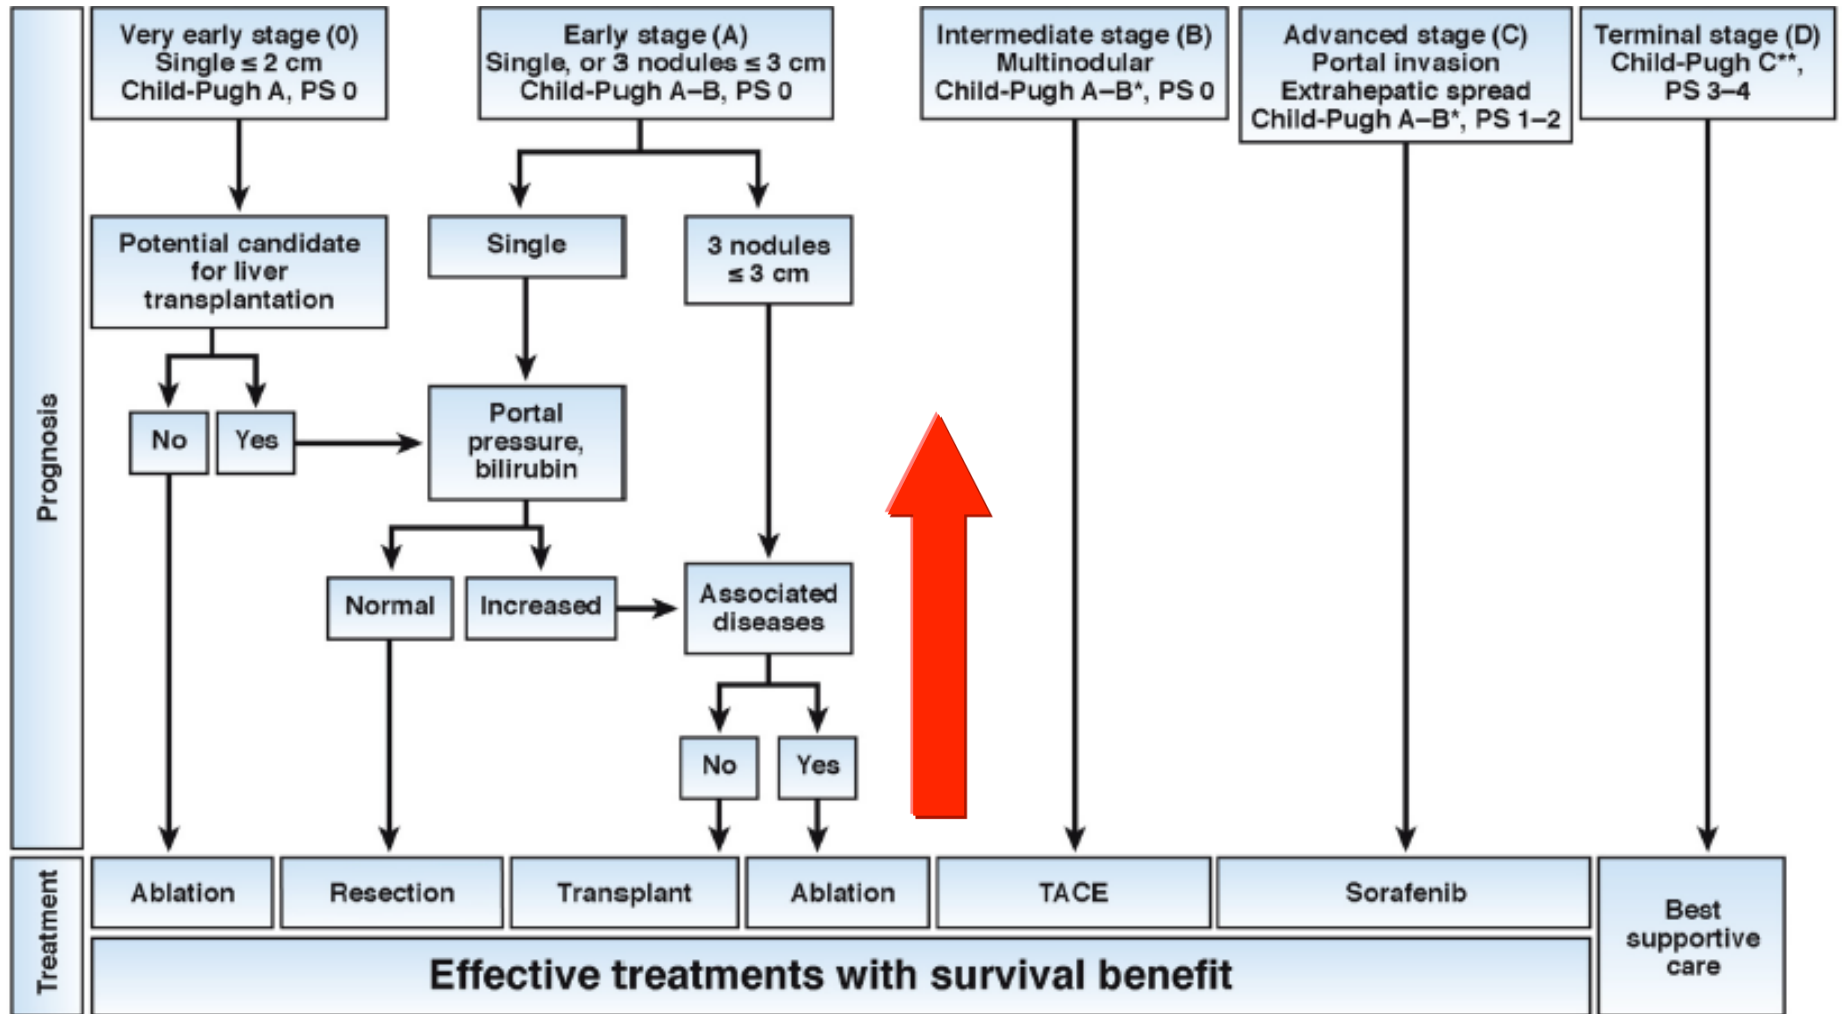 Very early stage (0)
Single ≤ 2 cm
Child-Pugh A, PS 0
Early stage (A)
Single, or 3 nodules ≤ 3 cm
Child-Pugh A–B, PS 0
Intermediate stage (B)
Multinodular
Child-Pugh A–B*, PS 0
Advanced stage (C)
Portal invasion
Extrahepatic spread
Child-Pugh A–B*, PS 1–2
Terminal stage (D)
Child-Pugh C**,
PS 3–4
Potential candidate
for liver
transplantation
Single
3 nodules
≤ 3 cm
No
Yes
Portal
pressure,
bilirubin
Normal
Increased
Associated
diseases
No
Yes
Prognosis
Treatment
Ablation
Resection
Transplant
Ablation
TACE
Sorafenib
Best
supportive
care
Effective treatments with survival benefit